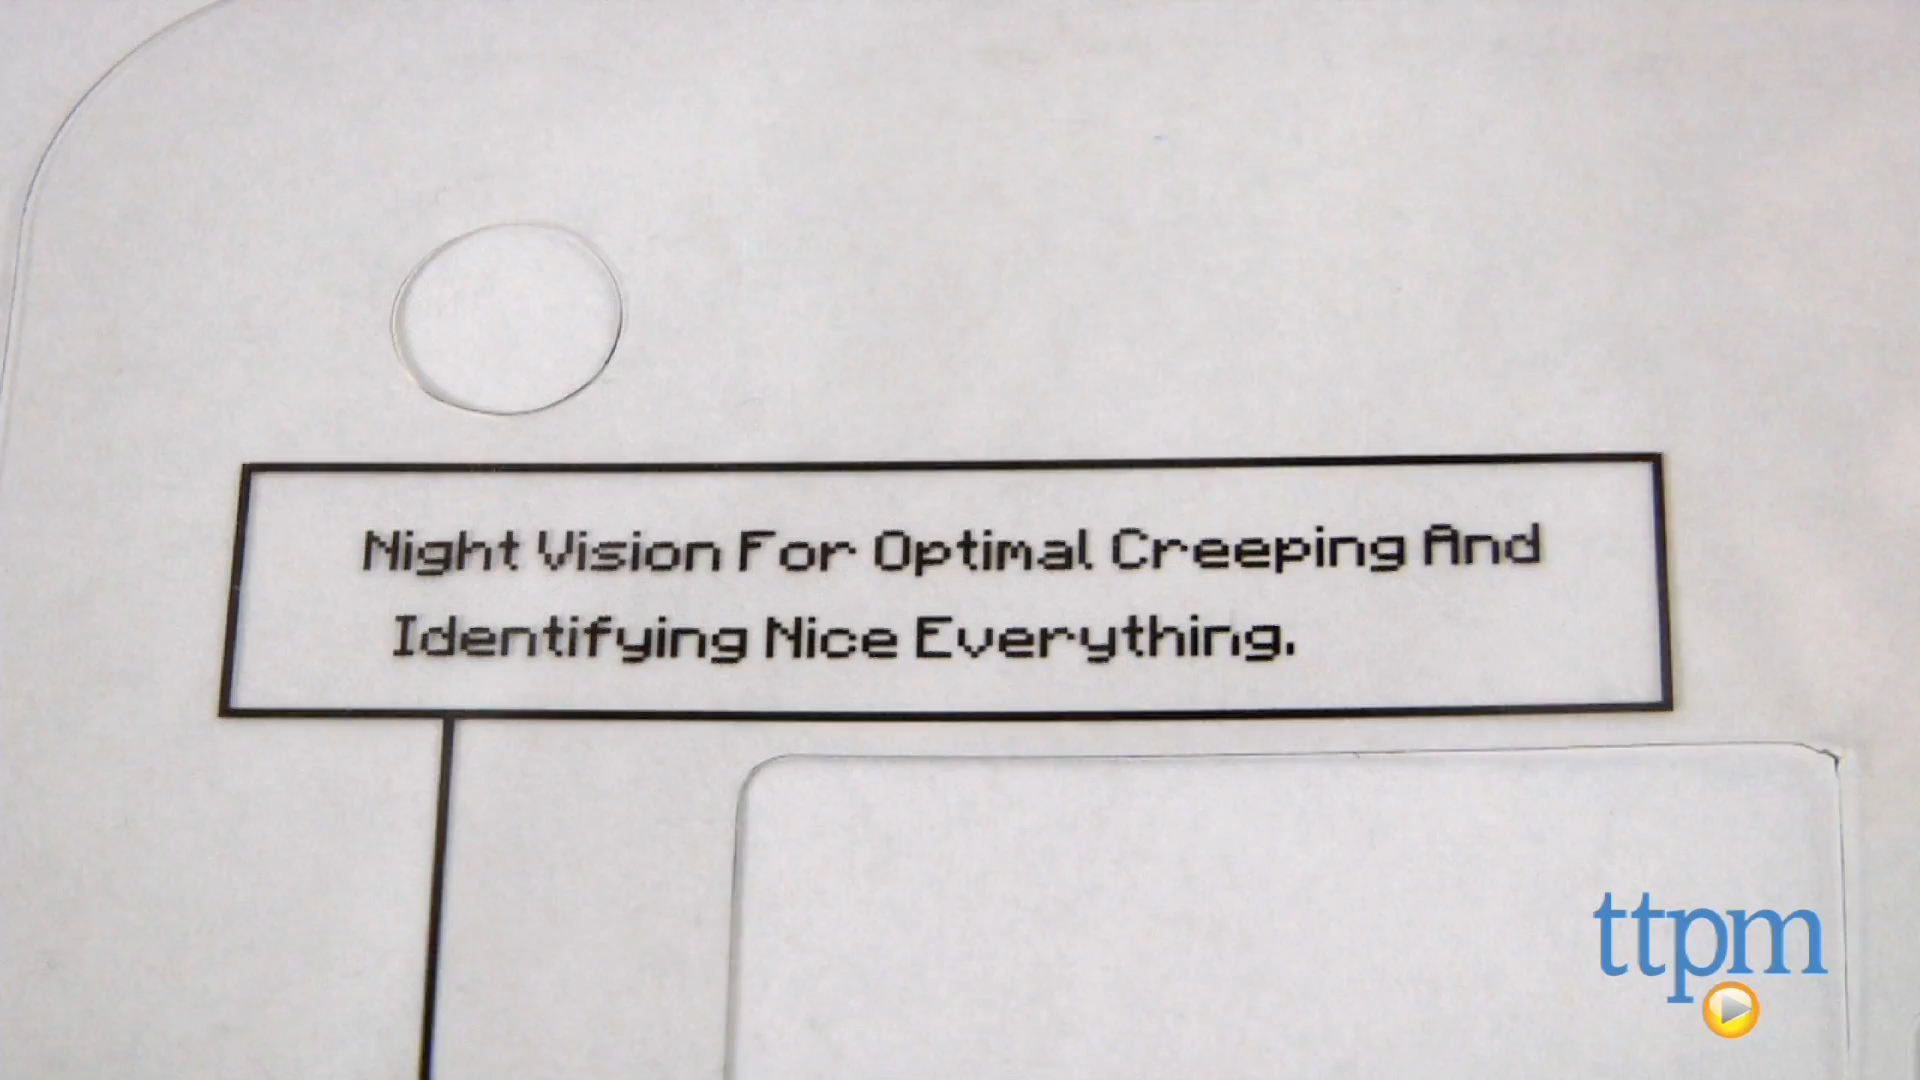 Night Vision For Optimal Creeping And
Identifying Nice Everything.
ttpm